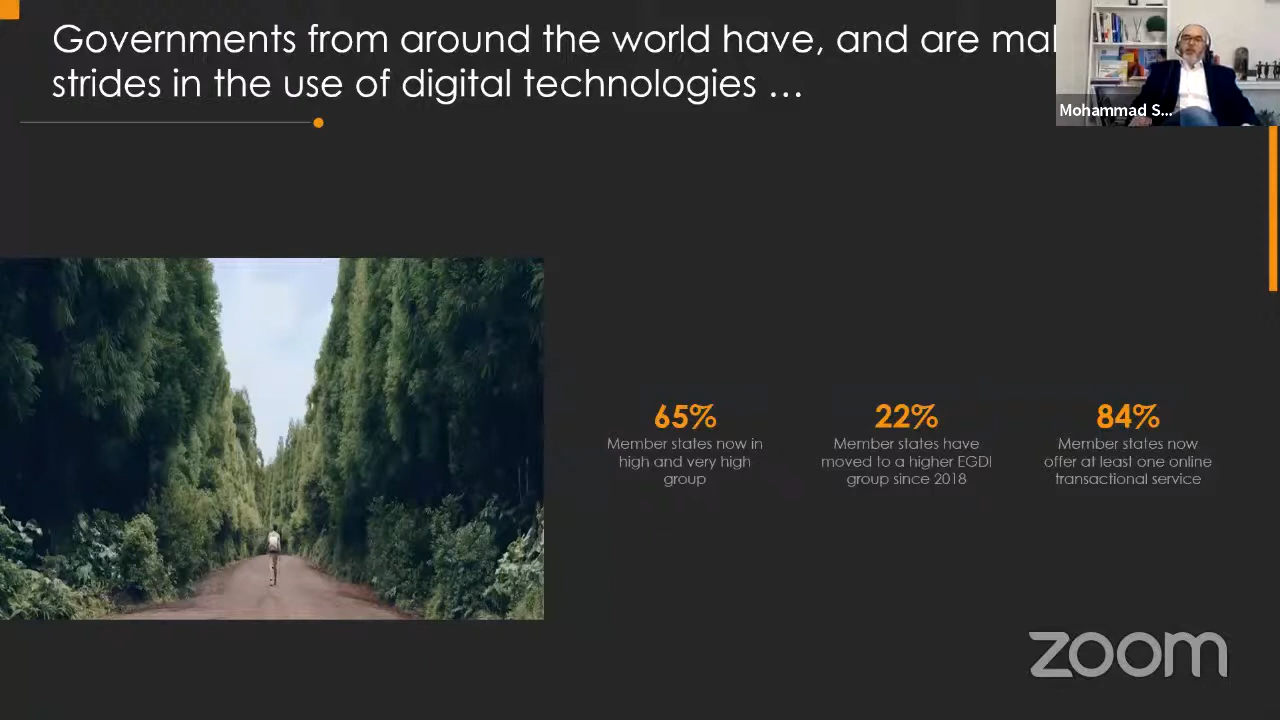 Governments from around the world have, and are mal
strides in the use of digital technologies …
Mohammad S...
65%
Member states now in
high and very high
group
22%
Member states have
moved to a higher EGDI
group since 2018
84%
Member states now
offer at least one online
transactional service
zoom